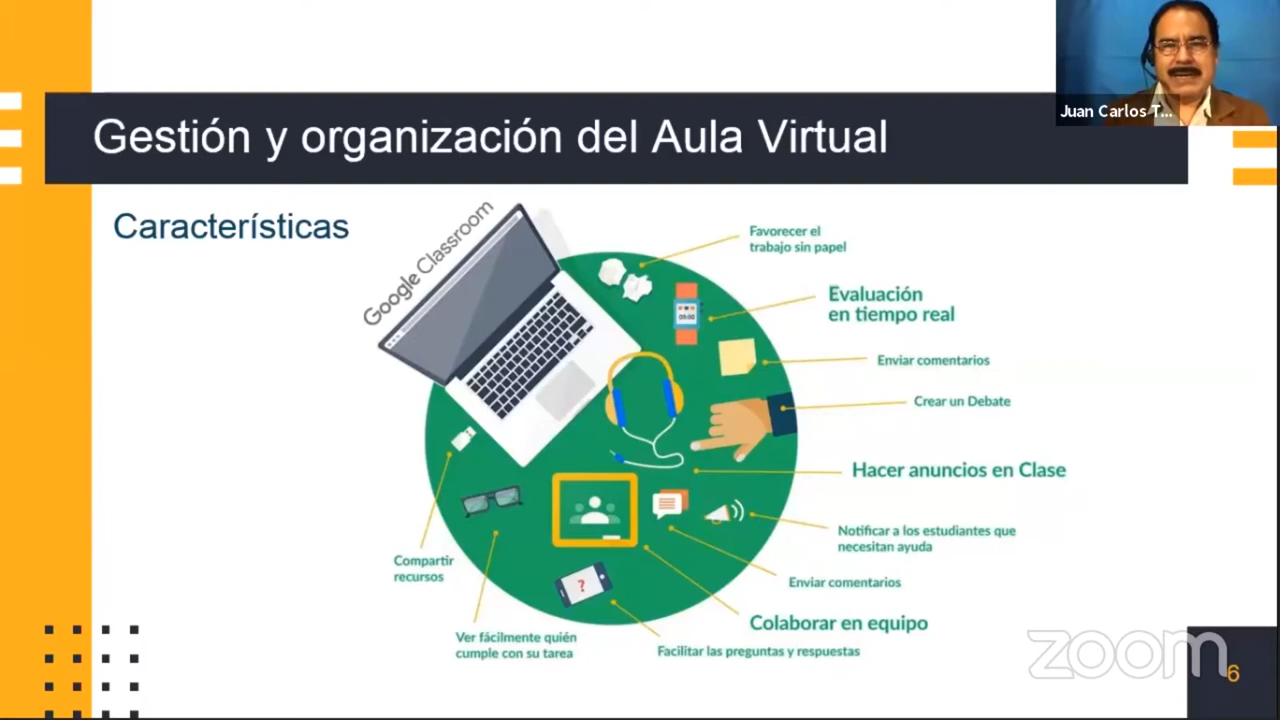 Juan Carlos T...
Gestión y organización del Aula Virtual
Características
Google Classroom
Favorecer el
trabajo sin papel
Evaluación
en tiempo real
05:00
Enviar comentarios
Crear un Debate
Hacer anuncios en Clase
Notificar a los estudiantes que
necesitan ayuda
Compartir
recursos
Enviar comentarios
?
Colaborar en equipo
Ver fácilmente quién
cumple con su tarea
Facilitar las preguntas y respuestas
zoom
6